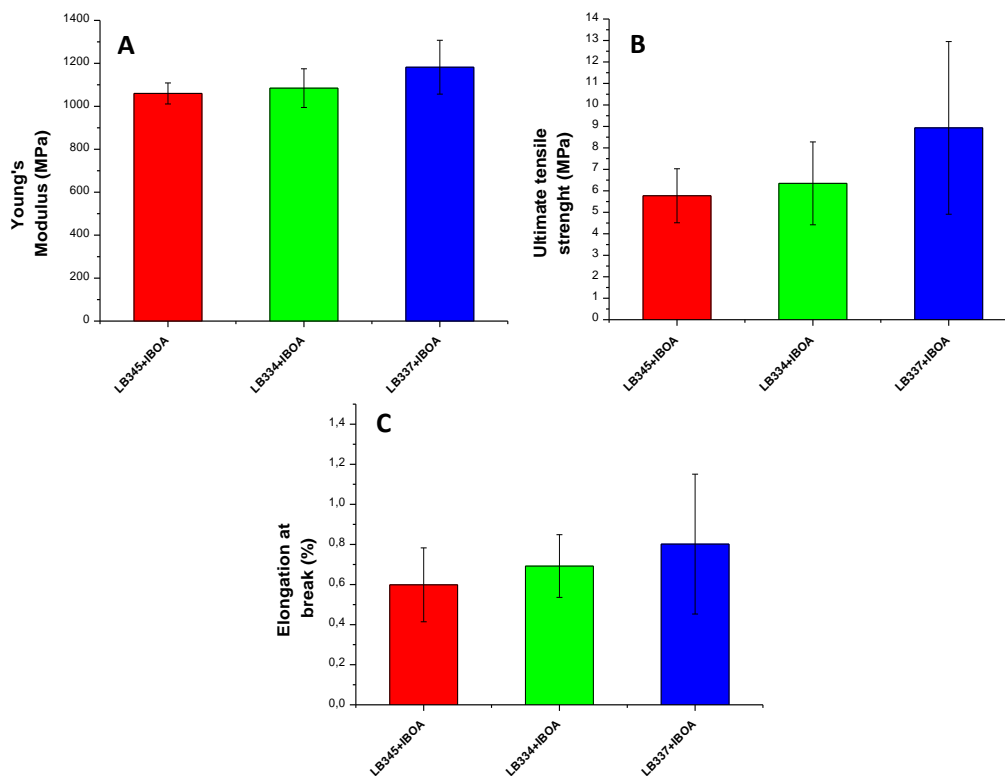 A
1400
1200
1000
800
600
400
200
0
Young's
Modulus (MPa)
LB345+IBOA
LB334+IBOA
LB337+IBOA
B
14
13
12
11
10
9
8
7
6
5
4
3
2
1
0
Ultimate tensile
strenght (MPa)
LB345+IBOA
LB334+IBOA
LB337+IBOA
C
1,4
1,2
1,0
0,8
0,6
0,4
0,2
0,0
Elongation at
break (%)
LB345+IBOA
LB334+IBOA
LB337+IBOA